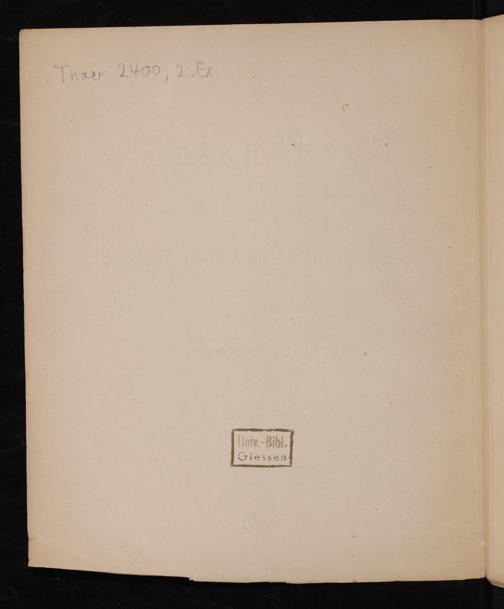 Thaer 2400, 2. Ex
Univ.-Bibl.
Giessen